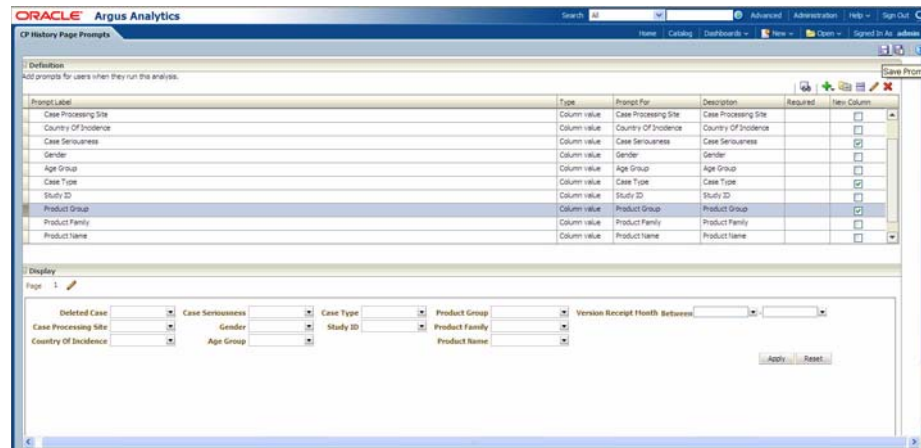 ORACLE Argus Analytics Search All Advanced Administration Help Sign Out
CP History Page Prompts Home Catalog Dashboards New Open Signed In As admin
Save Prom
Definition
Add prompts for users when they run this analysis.
Prompt Label Type Prompt For Description Required New Column
Case Processing Site Column value Case Processing Site Case Processing Site
Country Of Incidence Column value Country Of Incidence Country Of Incidence
Case Seriousness Column value Case Seriousness Case Seriousness
Gender Column value Gender Gender
Age Group Column value Age Group Age Group
Case Type Column value Case Type Case Type
Study ID Column value Study ID Study ID
Product Group Column value Product Group Product Group
Product Family Column value Product Family Product Family
Product Name Column value Product Name Product Name
Display
Page 1
Deleted Case Case Seriousness Case Type Product Group Version Receipt Month Between -
Case Processing Site Gender Study ID Product Family
Country Of Incidence Age Group Product Name
Apply Reset